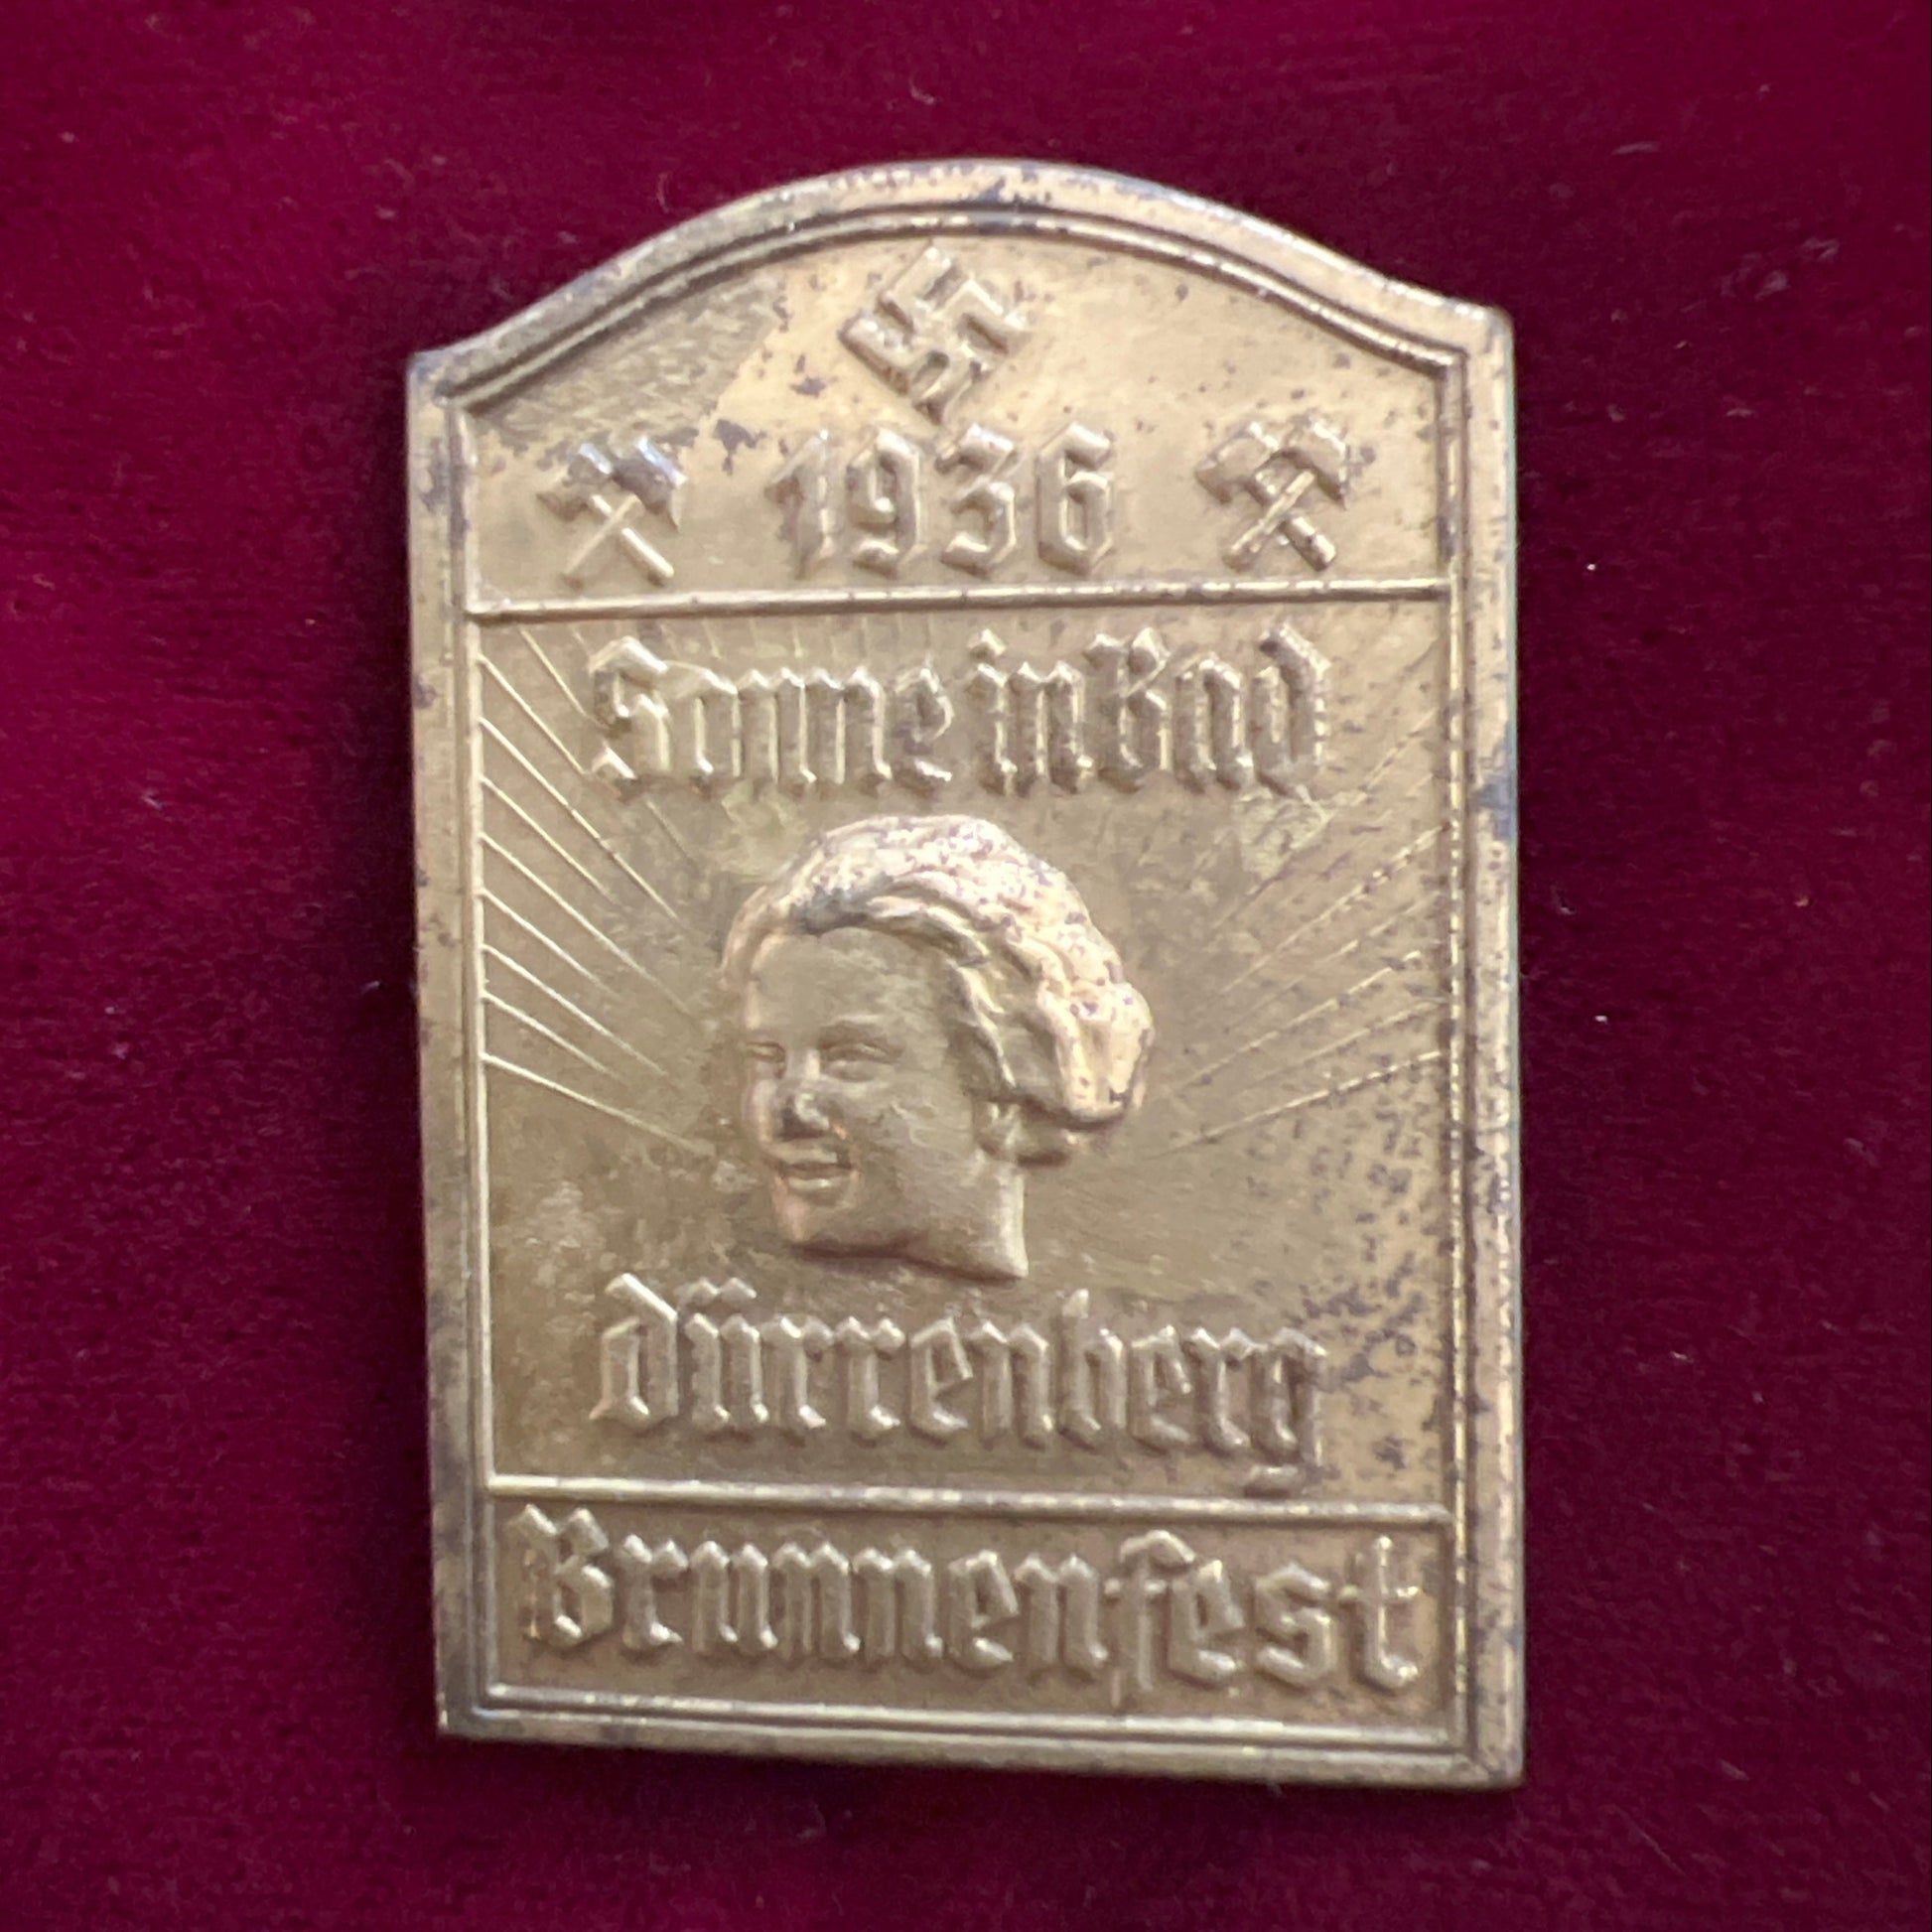 1936
Sonne in Bad
Dürrenberg
Brunnenfest